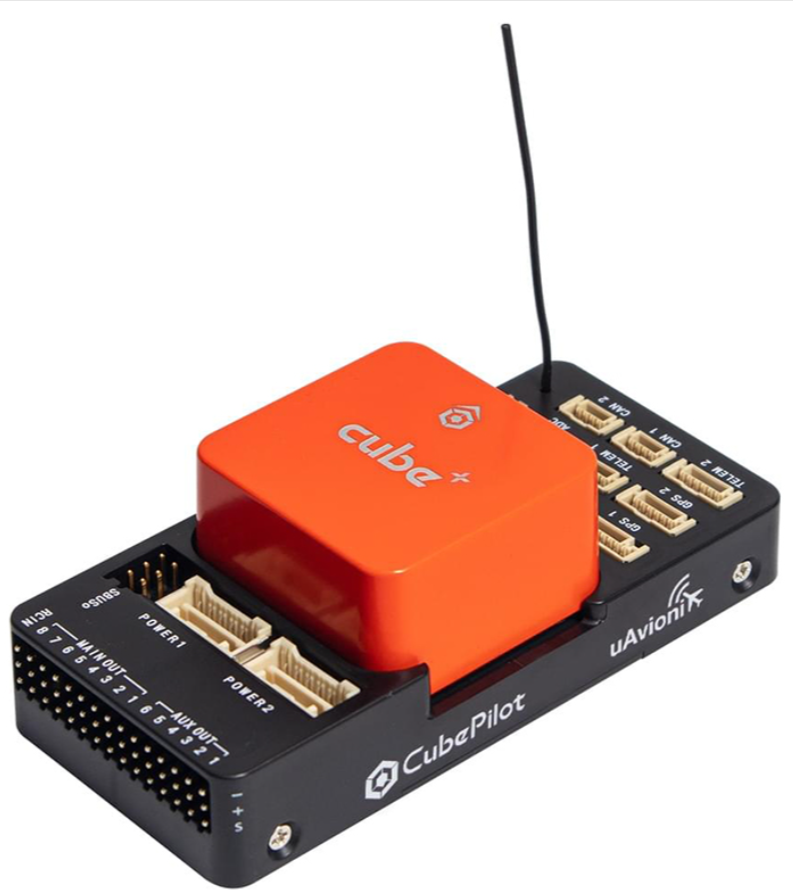 cube+
CAN 2
CAN 1
TELEM 2
ADC
TELEM 1
GPS 2
GPS 1
SBUSo
POWER1
POWER2
RCIN
8 7 6 5 4 3 2 1
MAIN OUT
6 5 4 3 2 1
AUX OUT
- + S
CubePilot
uAvionix